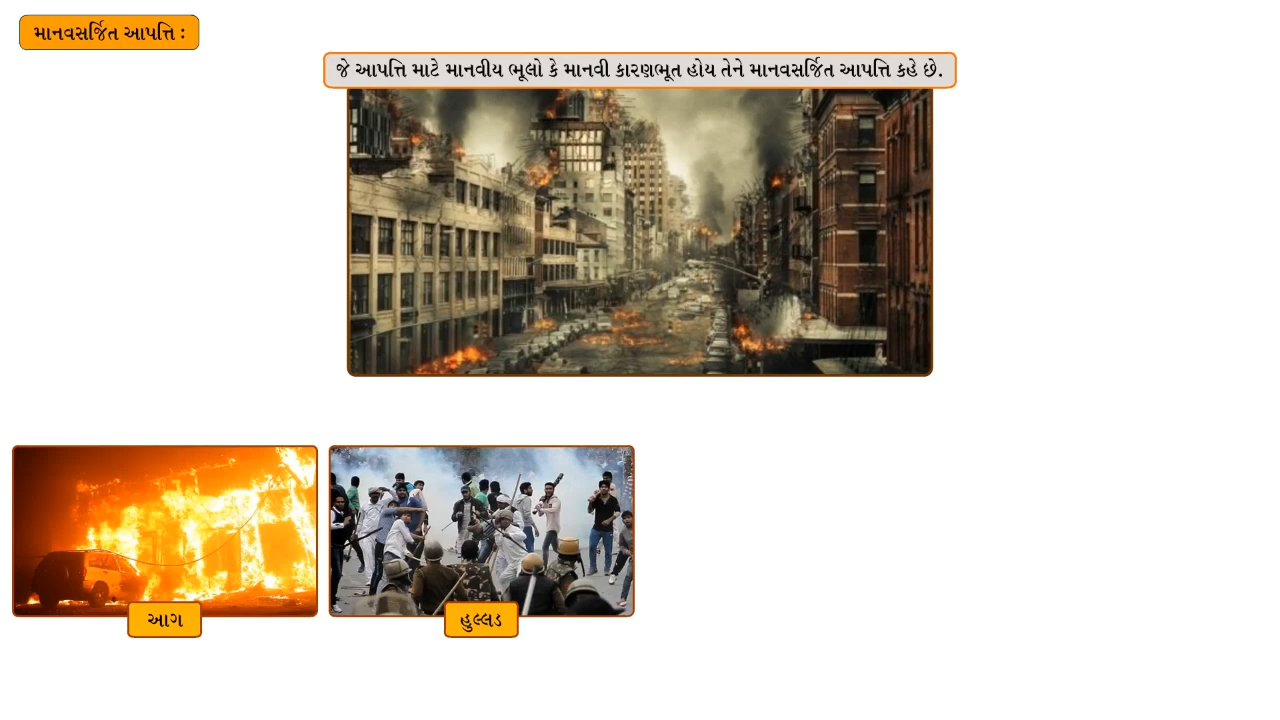 માનવસર્જિત આપત્તિ :
જે આપત્તિ માટે માનવીય ભૂલો કે માનવી કારણભૂત હોય તેને માનવસર્જિત આપત્તિ કહે છે.
આગ
હુલ્લડ